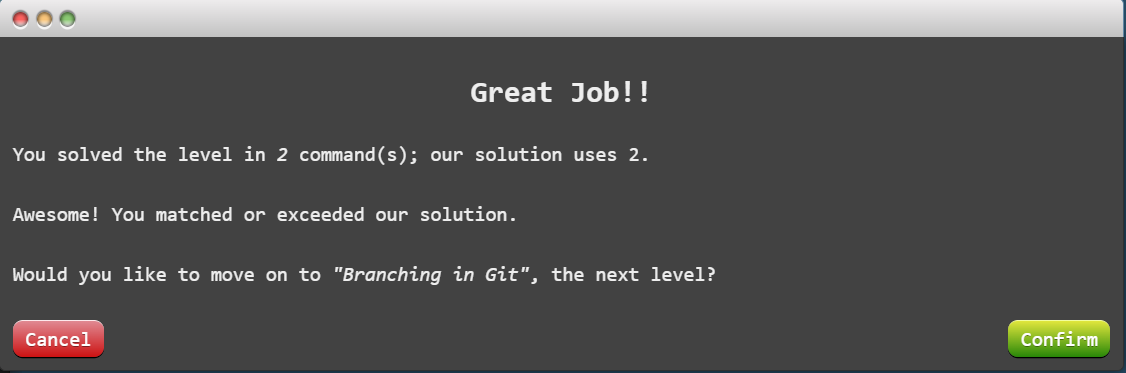 Great Job!!
You solved the level in 2 command(s); our solution uses 2.
Awesome! You matched or exceeded our solution.
Would you like to move on to "Branching in Git", the next level?
Cancel
Confirm